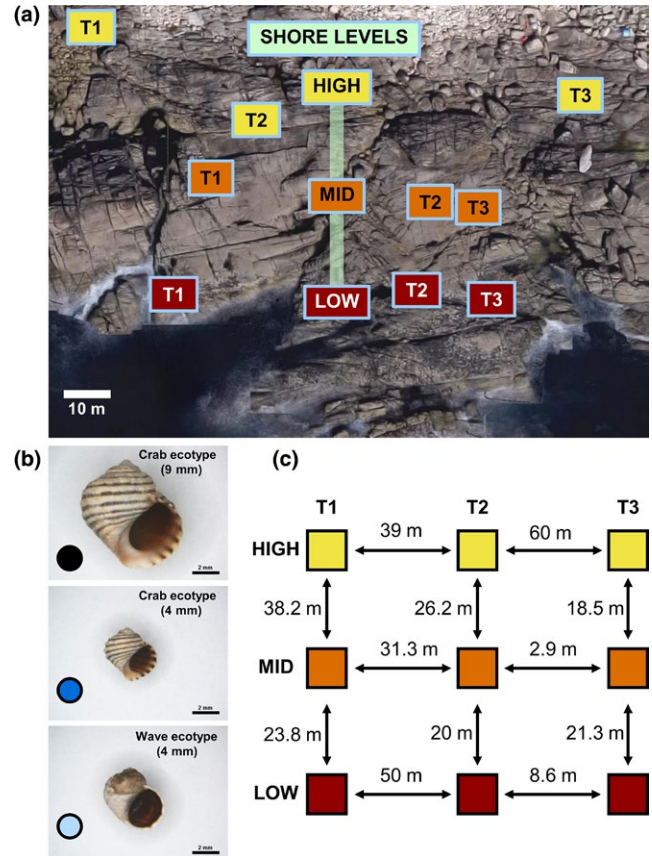 (a)
T1
SHORE LEVELS
HIGH
T3
T2
T1
MID
T2
T3
T1
LOW
T2
T3
10 m
(b)
Crab ecotype
(9 mm)
2 mm
Crab ecotype
(4 mm)
2 mm
Wave ecotype
(4 mm)
2 mm
(c)
T1 T2 T3
HIGH 39 m 60 m
38.2 m 26.2 m 18.5 m
MID 31.3 m 2.9 m
23.8 m 20 m 21.3 m
LOW 50 m 8.6 m